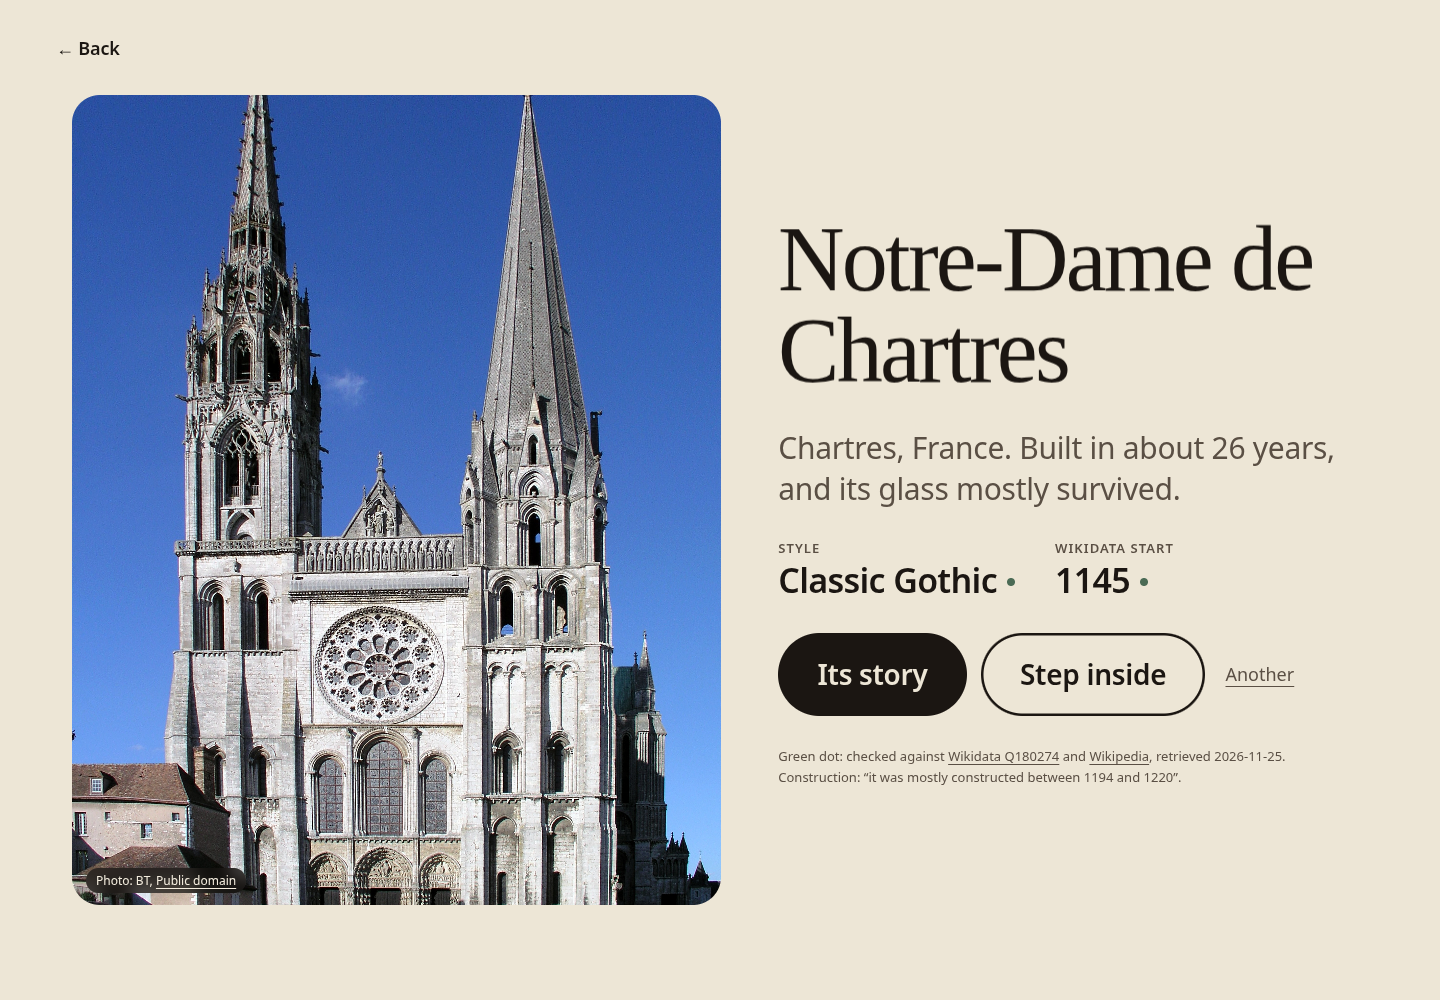 ← Back
Notre-Dame de
Chartres
Chartres, France. Built in about 26 years,
and its glass mostly survived.
STYLE
Classic Gothic •
WIKIDATA START
1145 •
Its story
Step inside
Another
Green dot: checked against Wikidata Q180274 and Wikipedia, retrieved 2026-11-25.
Construction: “it was mostly constructed between 1194 and 1220”.
Photo: BT, Public domain